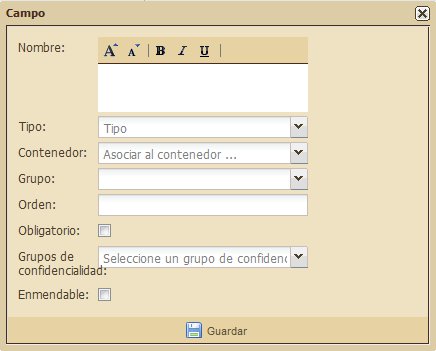 Campo
Nombre:
A A B I U
Tipo: Tipo
Contenedor: Asociar al contenedor ...
Grupo:
Orden:
Obligatorio:
Grupos de Seleccione un grupo de confidenc
confidencialidad:
Enmendable:
Guardar